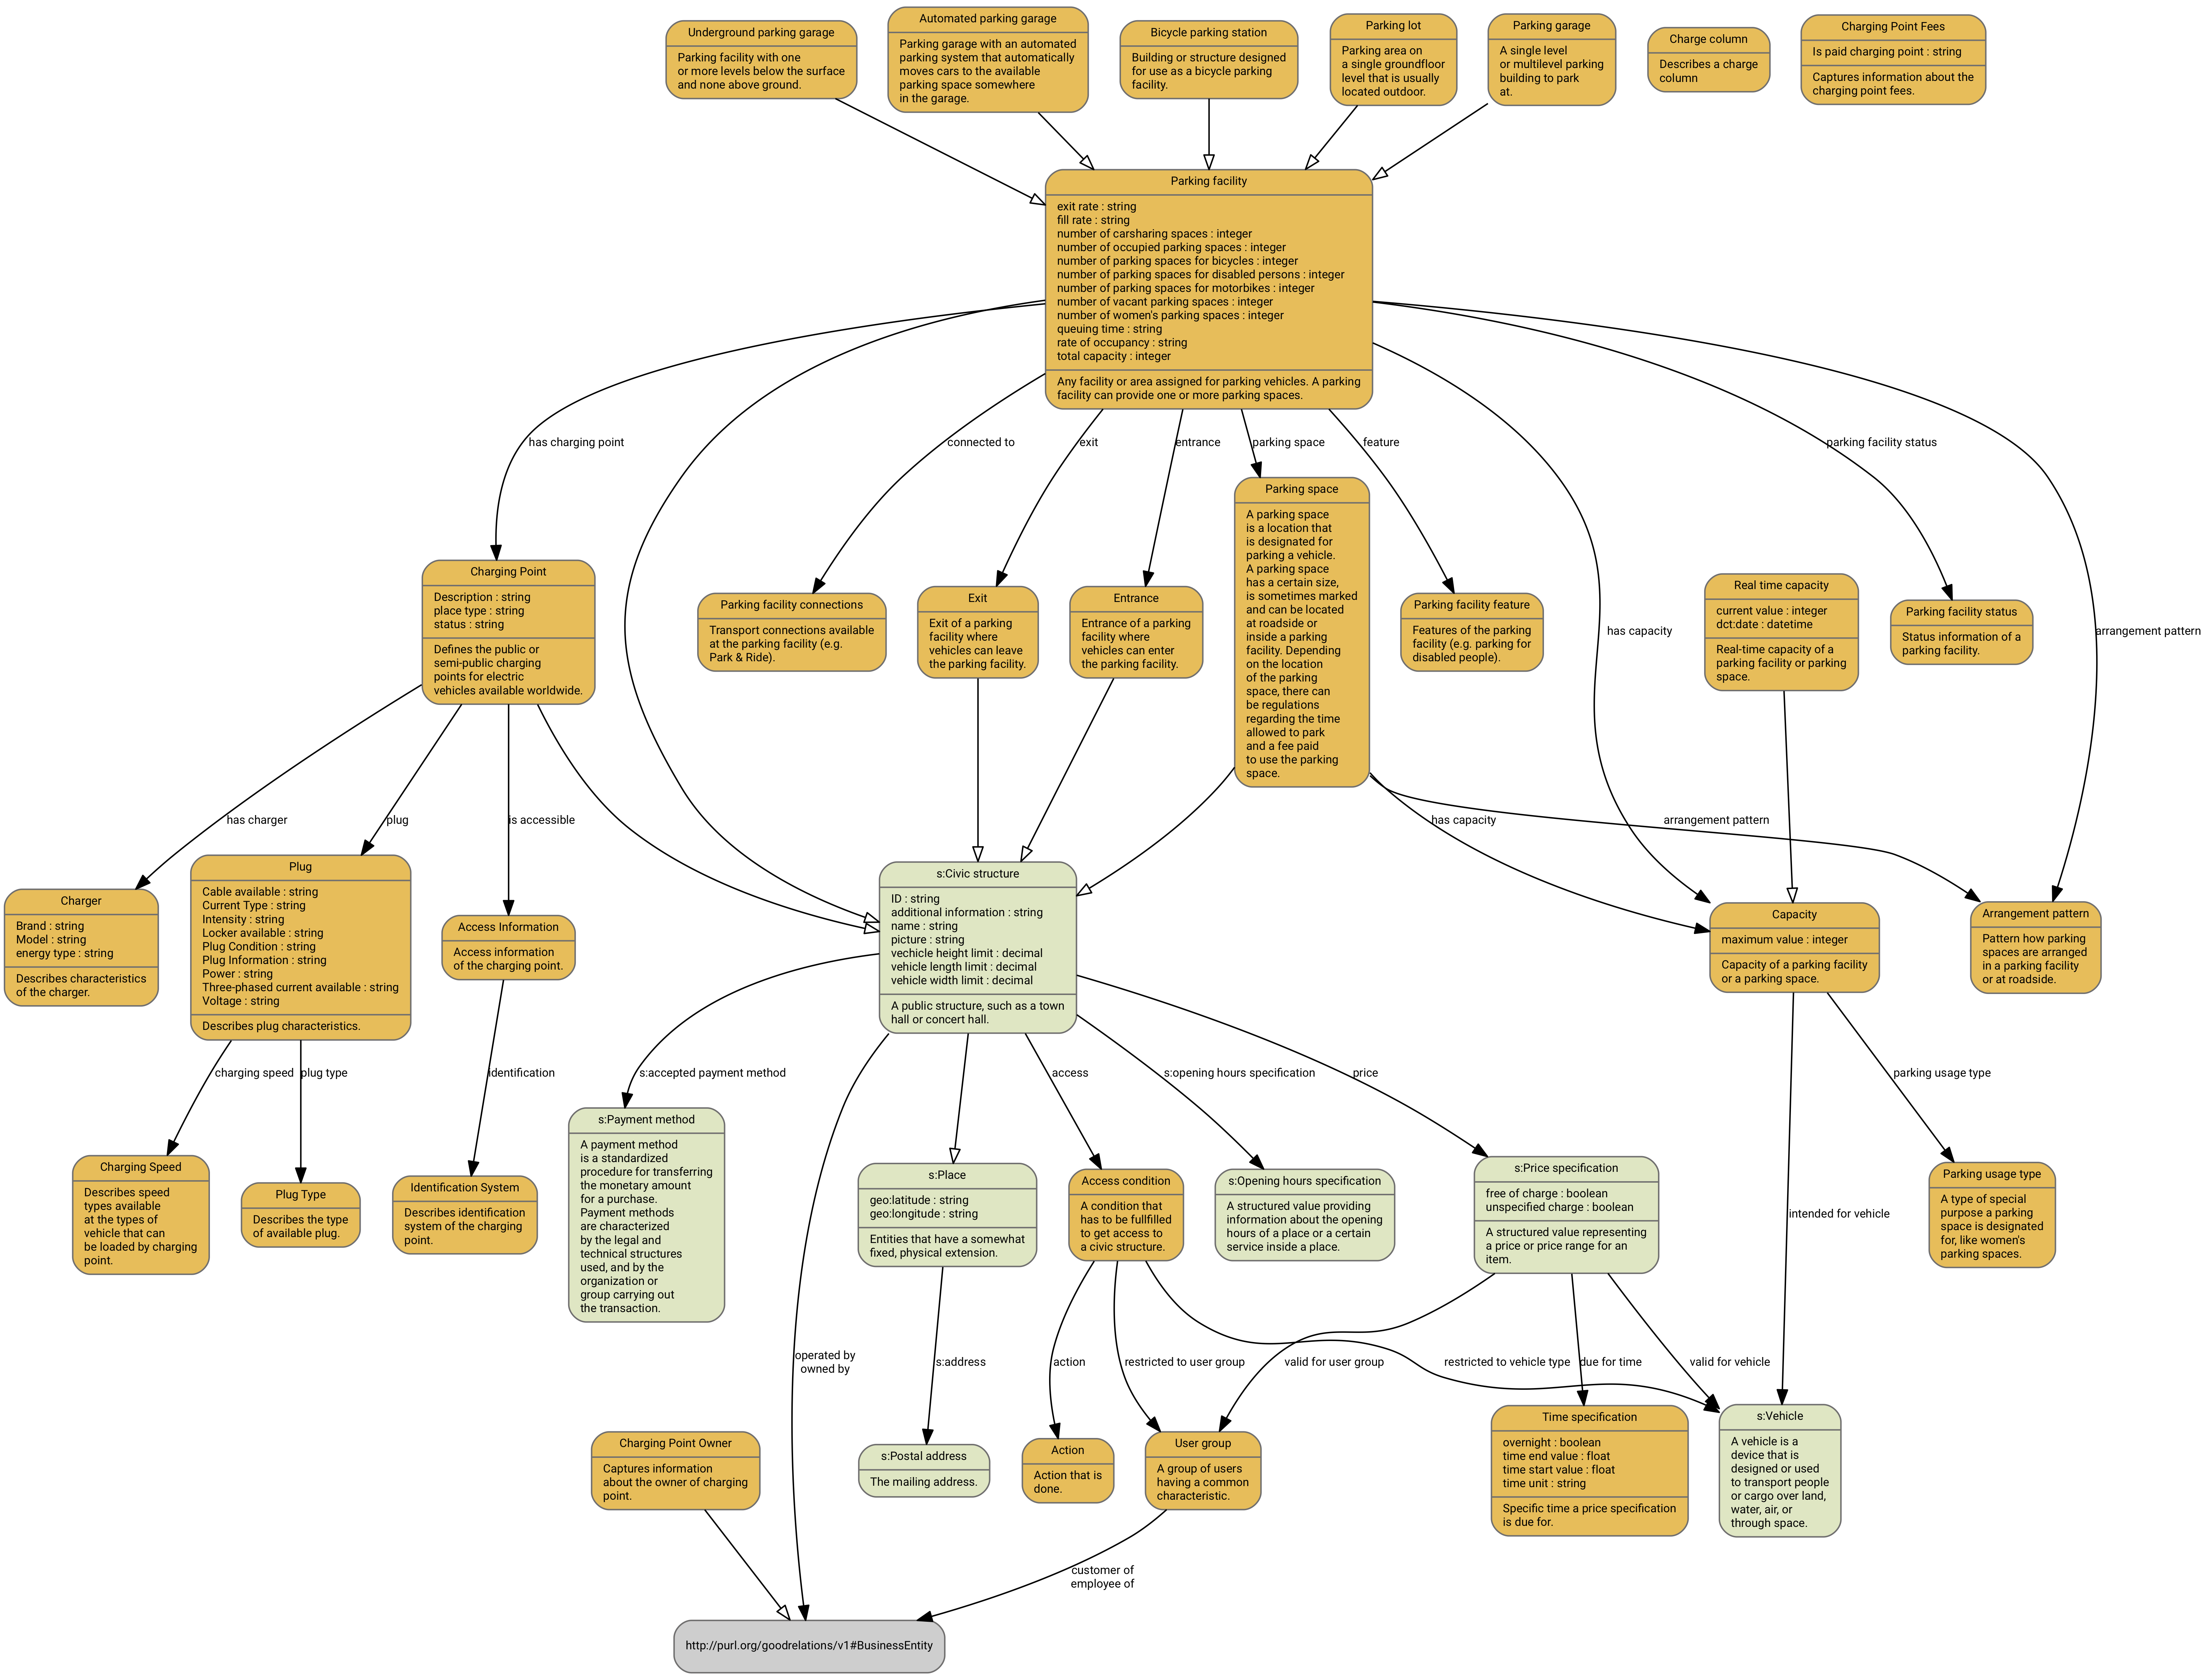 Underground parking garage
Parking facility with one
or more levels below the surface
and none above ground.
Automated parking garage
Parking garage with an automated
parking system that automatically
moves cars to the available
parking space somewhere
in the garage.
Bicycle parking station
Building or structure designed
for use as a bicycle parking
facility.
Parking lot
Parking area on
a single groundfloor
level that is usually
located outdoor.
Parking garage
A single level
or multilevel parking
building to park
at.
Charge column
Describes a charge
column
Charging Point Fees
Is paid charging point : string
Captures information about the
charging point fees.
Parking facility
exit rate : string
fill rate : string
number of carsharing spaces : integer
number of occupied parking spaces : integer
number of parking spaces for bicycles : integer
number of parking spaces for disabled persons : integer
number of parking spaces for motorbikes : integer
number of vacant parking spaces : integer
number of women's parking spaces : integer
queuing time : string
rate of occupancy : string
total capacity : integer
Any facility or area assigned for parking vehicles. A parking
facility can provide one or more parking spaces.
has charging point
connected to
exit
entrance
parking space
feature
parking facility status
Charging Point
Description : string
place type : string
status : string
Defines the public or
semi-public charging
points for electric
vehicles available worldwide.
Parking facility connections
Transport connections available
at the parking facility (e.g.
Park & Ride).
Exit
Exit of a parking
facility where
vehicles can leave
the parking facility.
Entrance
Entrance of a parking
facility where
vehicles can enter
the parking facility.
Parking space
A parking space
is a location that
is designated for
parking a vehicle.
A parking space
has a certain size,
is sometimes marked
and can be located
at roadside or
inside a parking
facility. Depending
on the location
of the parking
space, there can
be regulations
regarding the time
allowed to park
and a fee paid
to use the parking
space.
Parking facility feature
Features of the parking
facility (e.g. parking for
disabled people).
has capacity
Real time capacity
current value : integer
dct:date : datetime
Real-time capacity of a
parking facility or parking
space.
Parking facility status
Status information of a
parking facility.
arrangement pattern
has charger
plug
is accessible
has capacity
arrangement pattern
Charger
Brand : string
Model : string
energy type : string
Describes characteristics
of the charger.
Plug
Cable available : string
Current Type : string
Intensity : string
Locker available : string
Plug Condition : string
Plug Information : string
Power : string
Three-phased current available : string
Voltage : string
Describes plug characteristics.
Access Information
Access information
of the charging point.
s:Civic structure
ID : string
additional information : string
name : string
picture : string
vechicle height limit : decimal
vehicle length limit : decimal
vehicle width limit : decimal
A public structure, such as a town
hall or concert hall.
Capacity
maximum value : integer
Capacity of a parking facility
or a parking space.
Arrangement pattern
Pattern how parking
spaces are arranged
in a parking facility
or at roadside.
charging speed
plug type
identification
s:accepted payment method
access
s:opening hours specification
price
parking usage type
Charging Speed
Describes speed
types available
at the types of
vehicle that can
be loaded by charging
point.
Plug Type
Describes the type
of available plug.
Identification System
Describes identification
system of the charging
point.
s:Payment method
A payment method
is a standardized
procedure for transferring
the monetary amount
for a purchase.
Payment methods
are characterized
by the legal and
technical structures
used, and by the
organization or
group carrying out
the transaction.
s:Place
geo:latitude : string
geo:longitude : string
Entities that have a somewhat
fixed, physical extension.
Access condition
A condition that
has to be fullfilled
to get access to
a civic structure.
s:Opening hours specification
A structured value providing
information about the opening
hours of a place or a certain
service inside a place.
s:Price specification
free of charge : boolean
unspecified charge : boolean
A structured value representing
a price or price range for an
item.
intended for vehicle
Parking usage type
A type of special
purpose a parking
space is designated
for, like women's
parking spaces.
operated by
owned by
s:address
action
restricted to user group
valid for user group
restricted to vehicle type
due for time
valid for vehicle
Charging Point Owner
Captures information
about the owner of charging
point.
s:Postal address
The mailing address.
Action
Action that is
done.
User group
A group of users
having a common
characteristic.
Time specification
overnight : boolean
time end value : float
time start value : float
time unit : string
Specific time a price specification
is due for.
s:Vehicle
A vehicle is a
device that is
designed or used
to transport people
or cargo over land,
water, air, or
through space.
customer of
employee of
http://purl.org/goodrelations/v1#BusinessEntity